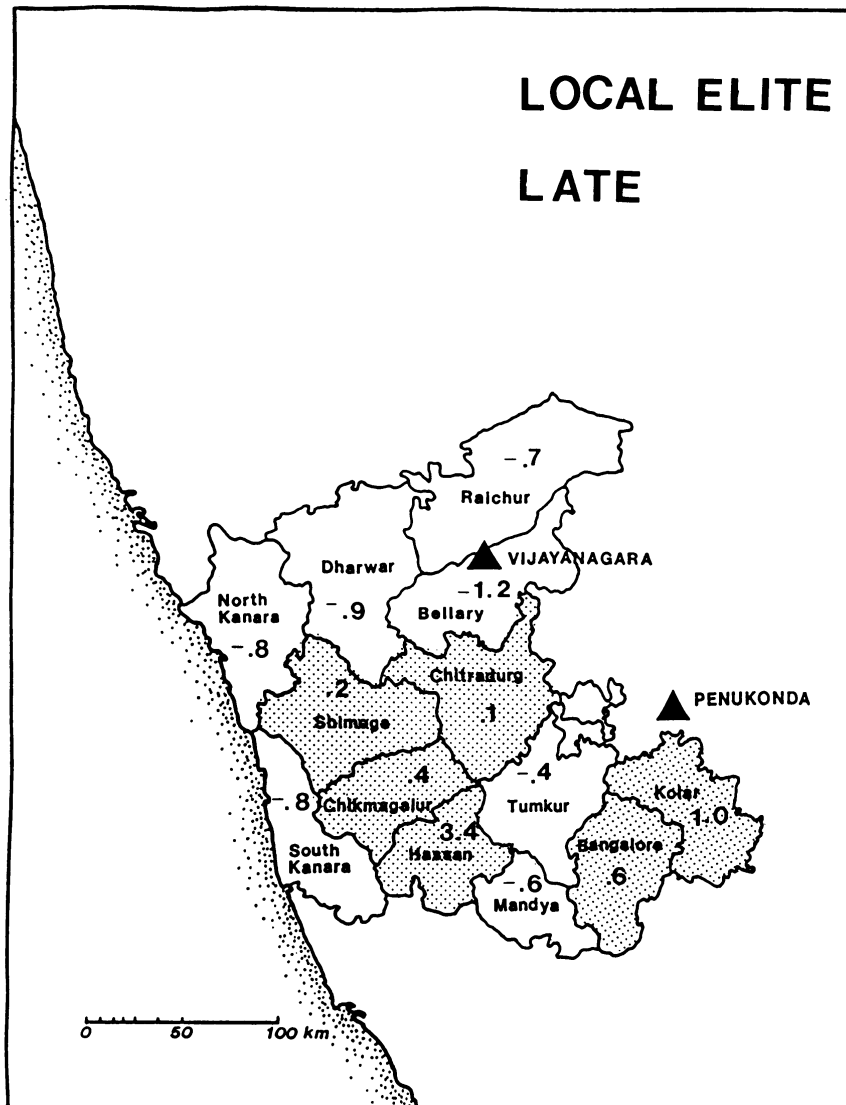 LOCAL ELITE
LATE
-.7
Raichur
VIJAYANAGARA
Dharwar
-1.2
Bellary
North
Kanara
-.9
-.8
Chitradurg
.2
.1
Shimage
PENUKONDA
.4
-.4
Kolar
-.8
Chikmagalur
Tumkur
1.0
3.4
Bangalore
South
Kanara
Hassan
.6
-.6
Mandya
0 50 100 km